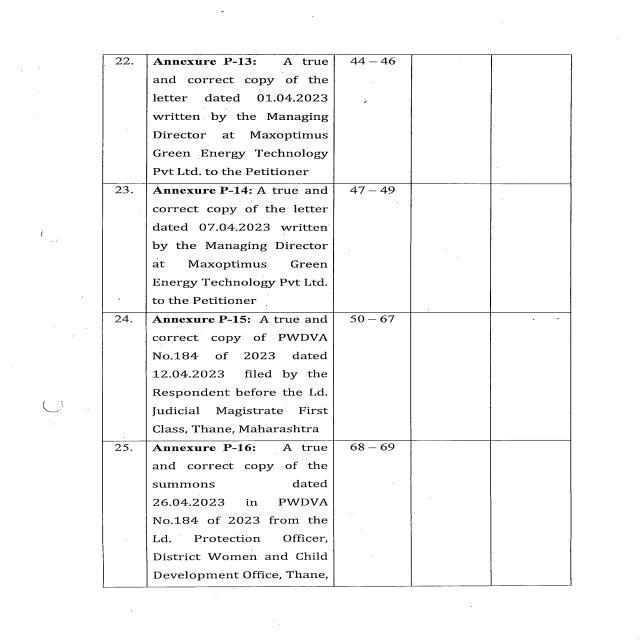 22. Annexure P-13: A true 44 – 46
and correct copy of the
letter dated 01.04.2023
written by the Managing
Director at Maxoptimus
Green Energy Technology
Pvt Ltd. to the Petitioner
23. Annexure P-14: A true and 47 – 49
correct copy of the letter
dated 07.04.2023 written
by the Managing Director
at Maxoptimus Green
Energy Technology Pvt Ltd.
to the Petitioner
24. Annexure P-15: A true and 50 – 67
correct copy of PWDVA
No.184 of 2023 dated
12.04.2023 filed by the
Respondent before the Ld.
Judicial Magistrate First
Class, Thane, Maharashtra
25. Annexure P-16: A true 68 – 69
and correct copy of the
summons dated
26.04.2023 in PWDVA
No.184 of 2023 from the
Ld. Protection Officer,
District Women and Child
Development Office, Thane,